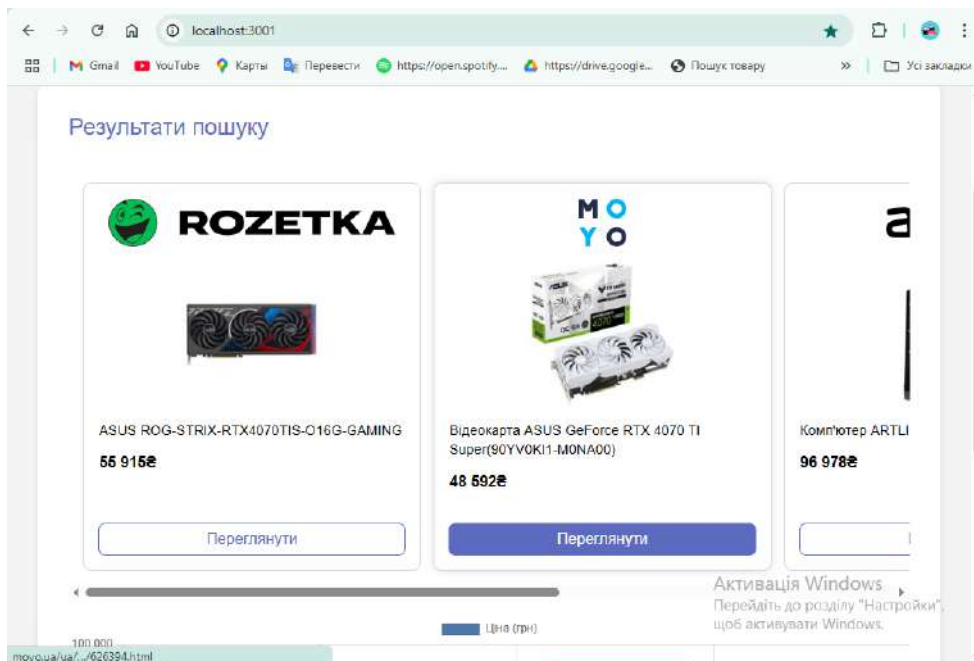 localhost:3001
Gmail YouTube Карты Перевести https://open.spotify.... https://drive.google... Пошук товару » Усі закладки
Результати пошуку
ROZETKA
MO
YO
a
ASUS ROG-STRIX-RTX4070TIS-O16G-GAMING
55 915₴
Переглянути
Відеокарта ASUS GeForce RTX 4070 TI
Super(90YV0KI1-M0NA00)
48 592₴
Переглянути
Комп'ютер ARTLI
96 978₴
Активація Windows
Перейдіть до розділу "Настройки",
щоб активувати Windows.
Ціна (грн)
100 000
moyo.ua/ua/.../626394.html